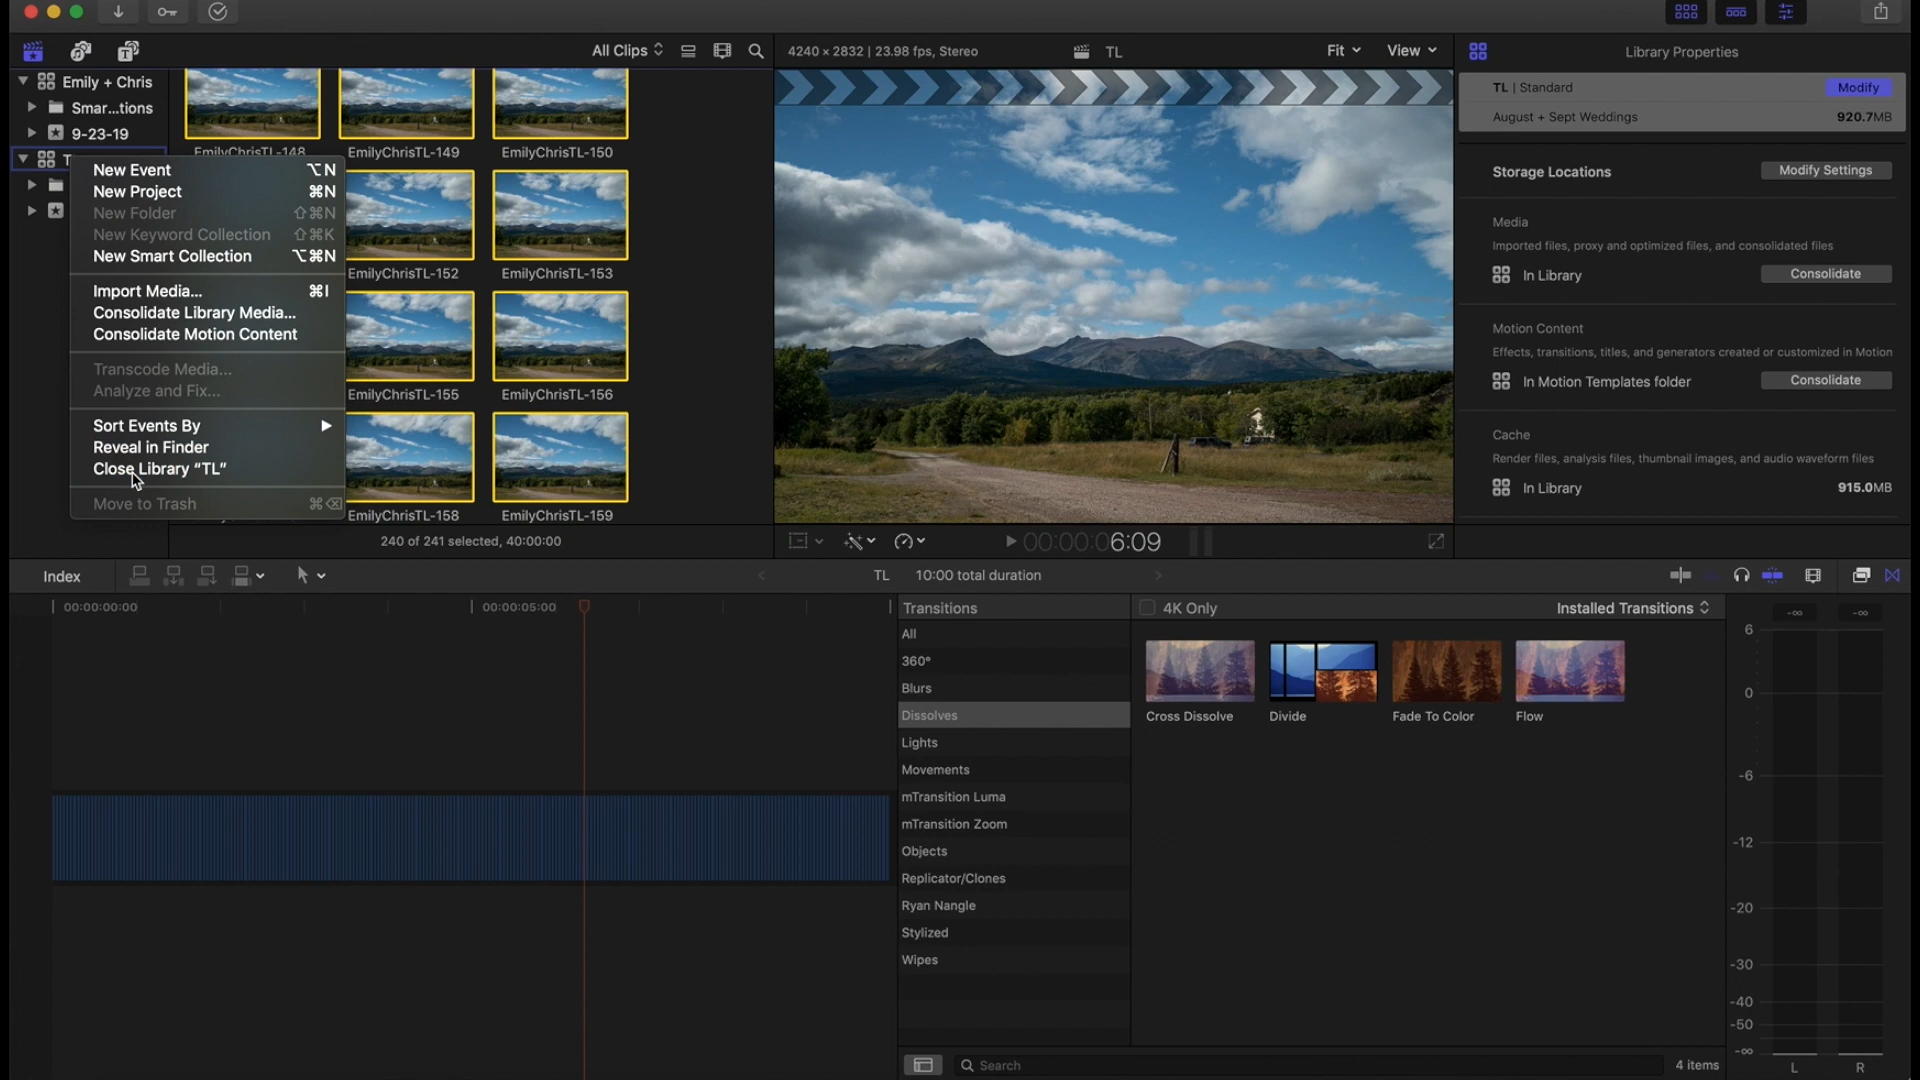 All Clips
4240 × 2832 | 23.98 fps, Stereo
TL
Fit
View
Library Properties
Emily + Chris
Smar...tions
9-23-19
T
New Event ⌥N
New Project ⌘N
New Folder ⇧⌘N
New Keyword Collection ⇧⌘K
New Smart Collection ⌥⌘N
Import Media... ⌘I
Consolidate Library Media...
Consolidate Motion Content
Transcode Media...
Analyze and Fix...
Sort Events By
Reveal in Finder
Close Library “TL”
Move to Trash ⌘⌫
EmilyChrisTL-148
EmilyChrisTL-149
EmilyChrisTL-150
EmilyChrisTL-152
EmilyChrisTL-153
EmilyChrisTL-155
EmilyChrisTL-156
EmilyChrisTL-158
EmilyChrisTL-159
240 of 241 selected, 40:00:00
00:00:06:09
TL | Standard
Modify
August + Sept Weddings
920.7MB
Storage Locations
Modify Settings
Media
Imported files, proxy and optimized files, and consolidated files
In Library
Consolidate
Motion Content
Effects, transitions, titles, and generators created or customized in Motion
In Motion Templates folder
Consolidate
Cache
Render files, analysis files, thumbnail images, and audio waveform files
In Library
915.0MB
Index
TL
10:00 total duration
00:00:00:00
00:00:05:00
Transitions
All
360°
Blurs
Dissolves
Lights
Movements
mTransition Luma
mTransition Zoom
Objects
Replicator/Clones
Ryan Nangle
Stylized
Wipes
4K Only
Installed Transitions
Cross Dissolve
Divide
Fade To Color
Flow
Search
4 items
-∞
-∞
6
0
-6
-12
-20
-30
-40
-50
-∞
L
R